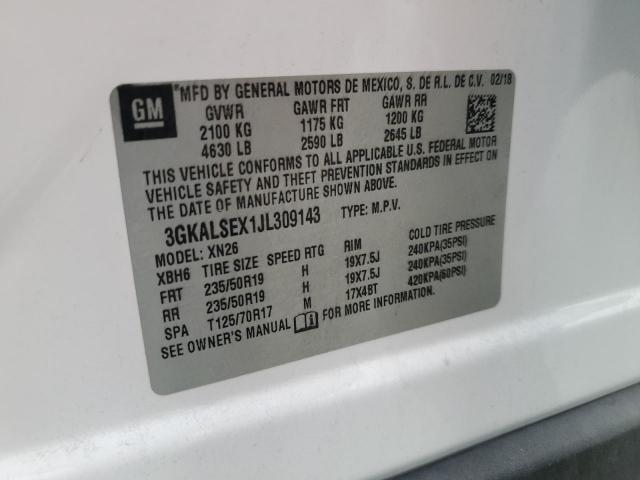 GM
*MFD BY GENERAL MOTORS DE MEXICO, S. DE R.L. DE C.V. 02/18
GVWR GAWR FRT GAWR RR
2100 KG 1175 KG 1200 KG
4630 LB 2590 LB 2645 LB
THIS VEHICLE CONFORMS TO ALL APPLICABLE U.S. FEDERAL MOTOR
VEHICLE SAFETY AND THEFT PREVENTION STANDARDS IN EFFECT ON
THE DATE OF MANUFACTURE SHOWN ABOVE.
3GKALSEX1JL309143 TYPE: M.P.V.
MODEL: XN26
XBH6 TIRE SIZE SPEED RTG RIM COLD TIRE PRESSURE
FRT 235/50R19 H 19X7.5J 240KPA(35PSI)
RR 235/50R19 H 19X7.5J 240KPA(35PSI)
SPA T125/70R17 M 17X4BT 420KPA(60PSI)
SEE OWNER'S MANUAL FOR MORE INFORMATION.